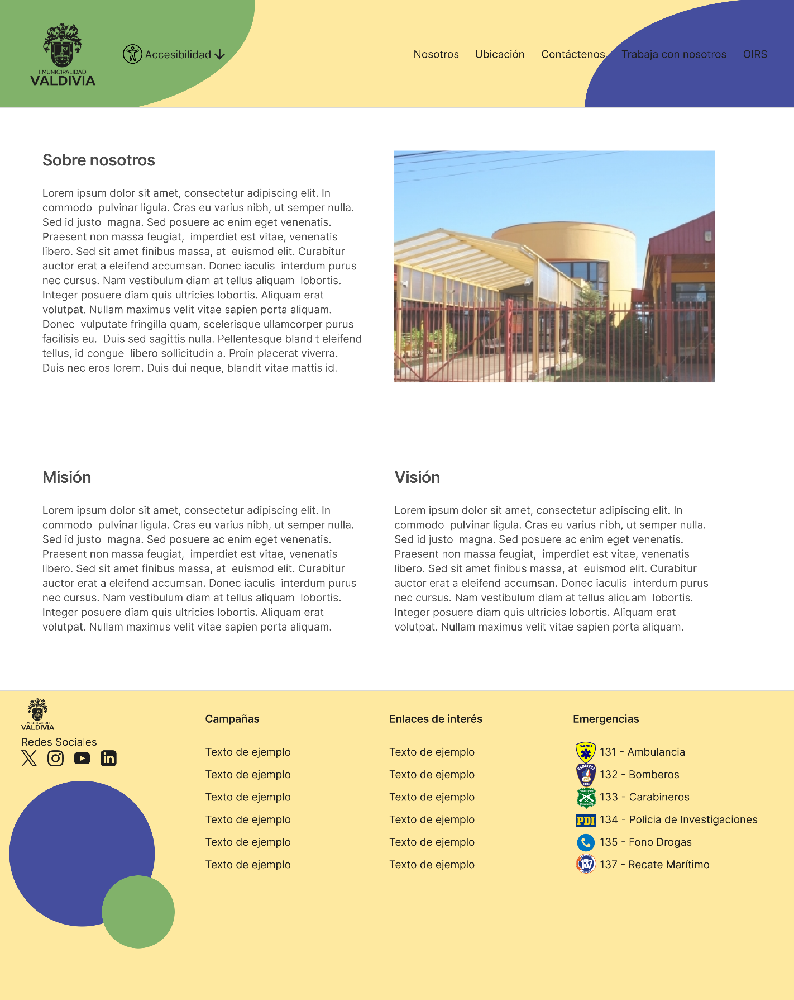 I.MUNICIPALIDAD
VALDIVIA
Accesibilidad
Nosotros
Ubicación
Contáctenos
Trabaja con nosotros
OIRS
Sobre nosotros
Lorem ipsum dolor sit amet, consectetur adipiscing elit. In
commodo  pulvinar ligula. Cras eu varius nibh, ut semper nulla.
Sed id justo  magna. Sed posuere ac enim eget venenatis.
Praesent non massa feugiat,  imperdiet est vitae, venenatis
libero. Sed sit amet finibus massa, at  euismod elit. Curabitur
auctor erat a eleifend accumsan. Donec iaculis  interdum purus
nec cursus. Nam vestibulum diam at tellus aliquam  lobortis.
Integer posuere diam quis ultricies lobortis. Aliquam erat
volutpat. Nullam maximus velit vitae sapien porta aliquam.
Donec  vulputate fringilla quam, scelerisque ullamcorper purus
facilisis eu.  Duis sed sagittis nulla. Pellentesque blandit eleifend
tellus, id congue  libero sollicitudin a. Proin placerat viverra.
Duis nec eros lorem. Duis dui neque, blandit vitae mattis id.
Misión
Lorem ipsum dolor sit amet, consectetur adipiscing elit. In
commodo  pulvinar ligula. Cras eu varius nibh, ut semper nulla.
Sed id justo  magna. Sed posuere ac enim eget venenatis.
Praesent non massa feugiat,  imperdiet est vitae, venenatis
libero. Sed sit amet finibus massa, at  euismod elit. Curabitur
auctor erat a eleifend accumsan. Donec iaculis  interdum purus
nec cursus. Nam vestibulum diam at tellus aliquam  lobortis.
Integer posuere diam quis ultricies lobortis. Aliquam erat
volutpat. Nullam maximus velit vitae sapien porta aliquam.
Visión
Lorem ipsum dolor sit amet, consectetur adipiscing elit. In
commodo  pulvinar ligula. Cras eu varius nibh, ut semper nulla.
Sed id justo  magna. Sed posuere ac enim eget venenatis.
Praesent non massa feugiat,  imperdiet est vitae, venenatis
libero. Sed sit amet finibus massa, at  euismod elit. Curabitur
auctor erat a eleifend accumsan. Donec iaculis  interdum purus
nec cursus. Nam vestibulum diam at tellus aliquam  lobortis.
Integer posuere diam quis ultricies lobortis. Aliquam erat
volutpat. Nullam maximus velit vitae sapien porta aliquam.
I.MUNICIPALIDAD
VALDIVIA
Redes Sociales
in
Campañas
Texto de ejemplo
Texto de ejemplo
Texto de ejemplo
Texto de ejemplo
Texto de ejemplo
Texto de ejemplo
Enlaces de interés
Texto de ejemplo
Texto de ejemplo
Texto de ejemplo
Texto de ejemplo
Texto de ejemplo
Texto de ejemplo
Emergencias
SAMU
131 - Ambulancia
BOMBEROS
CHILE
132 - Bomberos
133 - Carabineros
PDI
134 - Policia de Investigaciones
135 - Fono Drogas
137
137 - Recate Marítimo